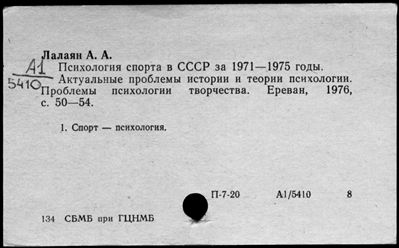 Лалаян А. А.
А1
5410
Психология спорта в СССР за 1971—1975 годы.
Актуальные проблемы истории и теории психологии.
Проблемы психологии творчества. Ереван, 1976,
с. 50—54.
1. Спорт — психология.
П-7-20 А1/5410 8
134 СБМБ при ГЦНМБ